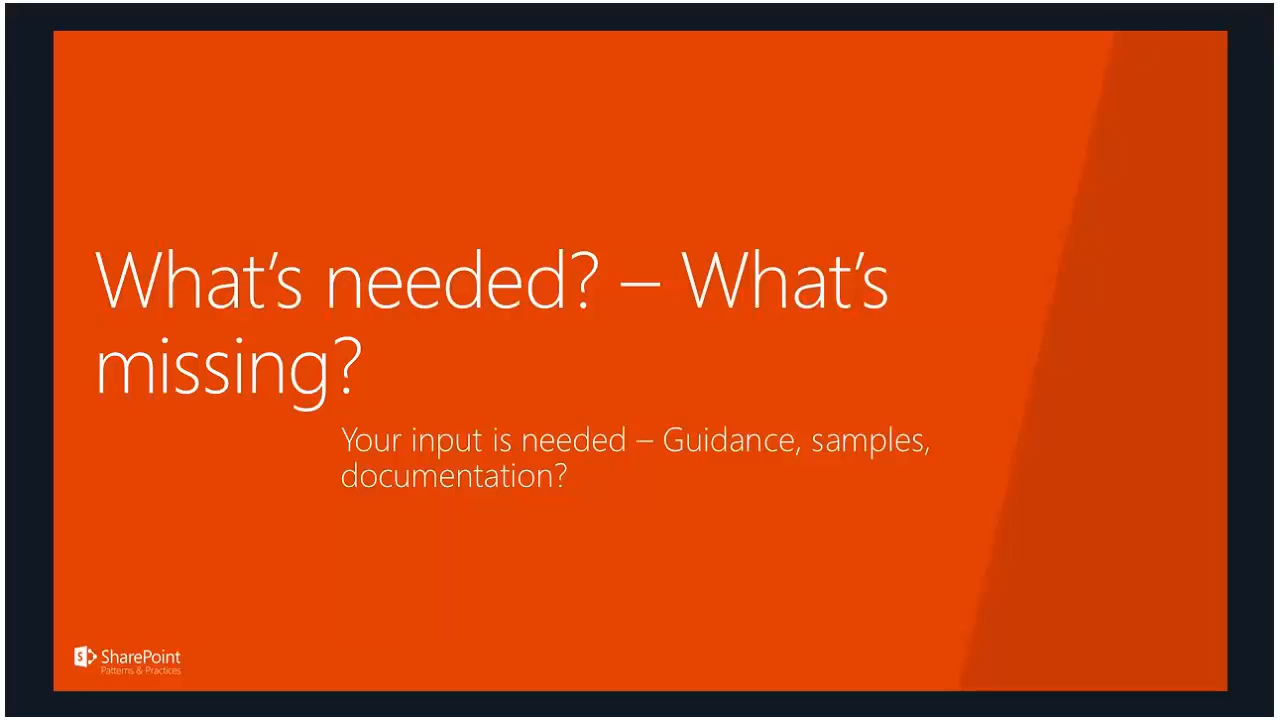 What's needed? – What's
missing?
Your input is needed – Guidance, samples,
documentation?
SharePoint
Patterns & Practices